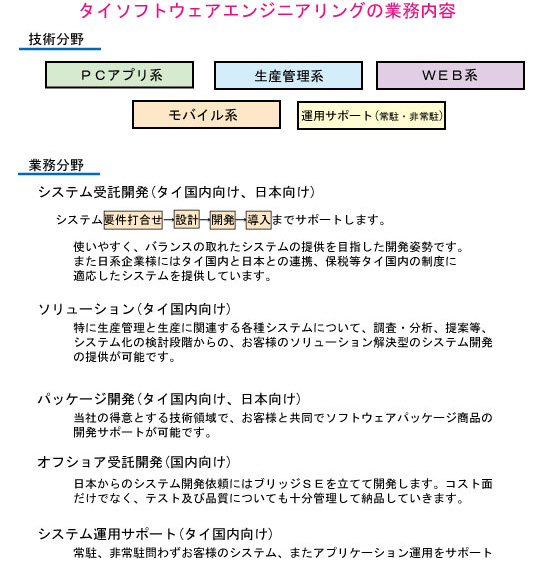 タイソフトウェアエンジニアリングの業務内容
技術分野
ＰＣアプリ系 生産管理系 ＷＥＢ系
モバイル系 運用サポート(常駐・非常駐)
業務分野
システム受託開発(タイ国内向け、日本向け)
システム要件打合せ→設計→開発→導入までサポートします。
使いやすく、バランスの取れたシステムの提供を目指した開発姿勢です。
また日系企業様にはタイ国内と日本との連携、保税等タイ国内の制度に
適応したシステムを提供しています。
ソリューション(タイ国内向け)
特に生産管理と生産に関連する各種システムについて、調査・分析、提案等、
システム化の検討段階からの、お客様のソリューション解決型のシステム開発
の提供が可能です。
パッケージ開発(タイ国内向け、日本向け)
当社の得意とする技術領域で、お客様と共同でソフトウェアパッケージ商品の
開発サポートが可能です。
オフショア受託開発(国内向け)
日本からのシステム開発依頼にはブリッジＳＥを立てて開発します。コスト面
だけでなく、テスト及び品質についても十分管理して納品していきます。
システム運用サポート(タイ国内向け)
常駐、非常駐問わずお客様のシステム、またアプリケーション運用をサポート